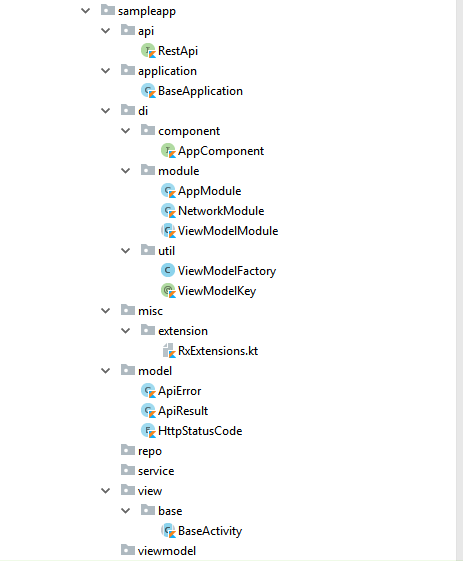 sampleapp
api
RestApi
application
BaseApplication
di
component
AppComponent
module
AppModule
NetworkModule
ViewModelModule
util
ViewModelFactory
ViewModelKey
misc
extension
RxExtensions.kt
model
ApiError
ApiResult
HttpStatusCode
repo
service
view
base
BaseActivity
viewmodel